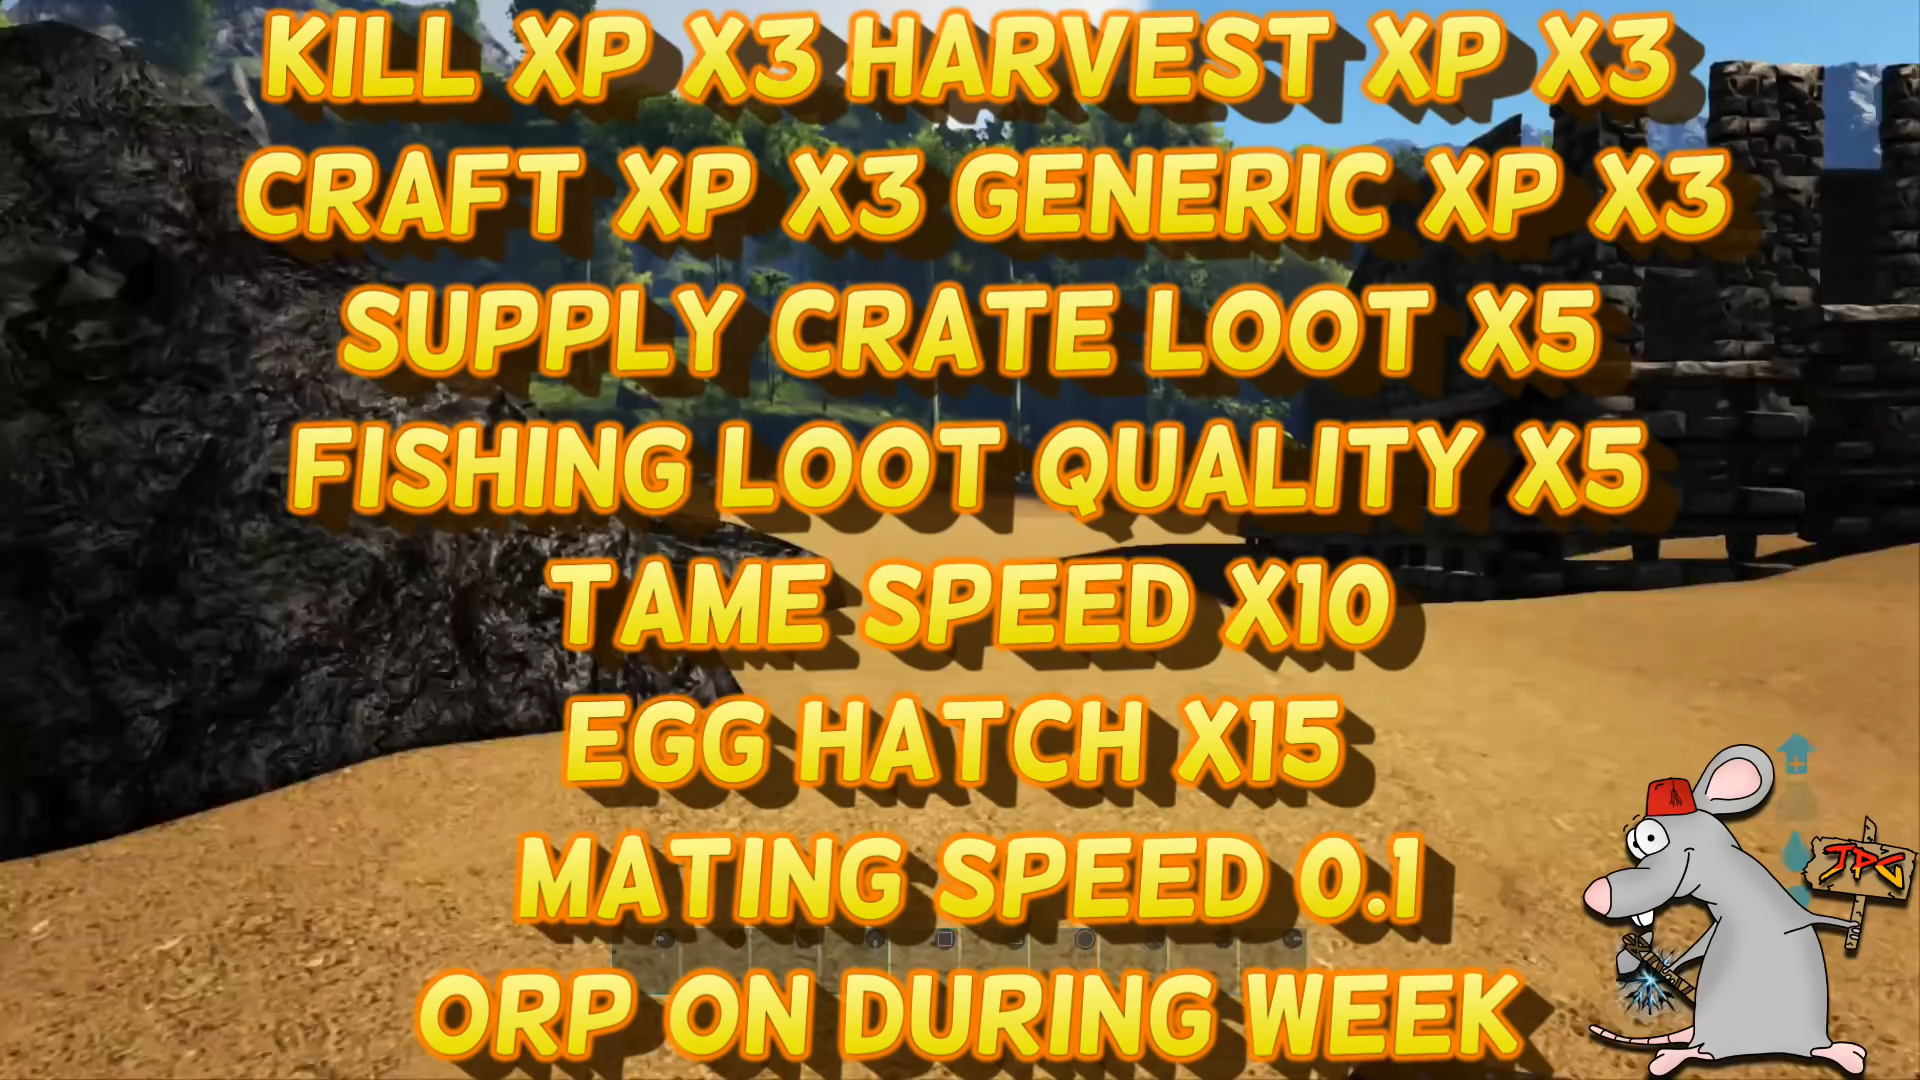 KILL XP X3 HARVEST XP X3
CRAFT XP X3 GENERIC XP X3
SUPPLY CRATE LOOT X5
FISHING LOOT QUALITY X5
TAME SPEED X10
EGG HATCH X15
MATING SPEED 0.1
ORP ON DURING WEEK
JPG